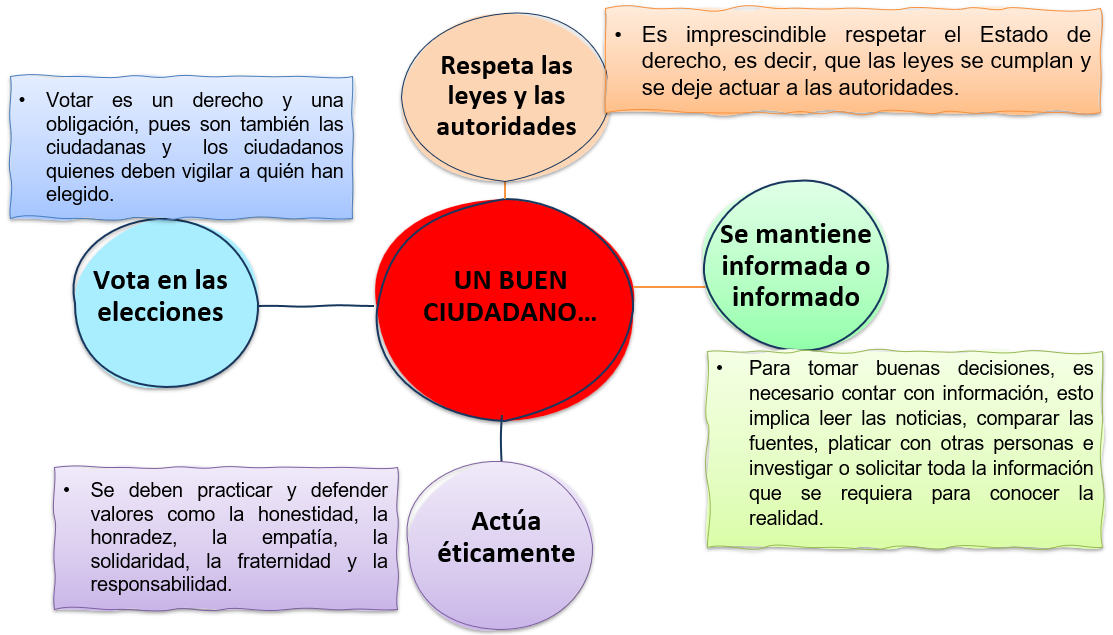 UN BUEN
CIUDADANO…
Respeta las
leyes y las
autoridades
• Es imprescindible respetar el Estado de
derecho, es decir, que las leyes se cumplan y
se deje actuar a las autoridades.
Se mantiene
informada o
informado
• Para tomar buenas decisiones, es
necesario contar con información, esto
implica leer las noticias, comparar las
fuentes, platicar con otras personas e
investigar o solicitar toda la información
que se requiera para conocer la
realidad.
Actúa
éticamente
• Se deben practicar y defender
valores como la honestidad, la
honradez, la empatía, la
solidaridad, la fraternidad y la
responsabilidad.
Vota en las
elecciones
• Votar es un derecho y una
obligación, pues son también las
ciudadanas y los ciudadanos
quienes deben vigilar a quién han
elegido.